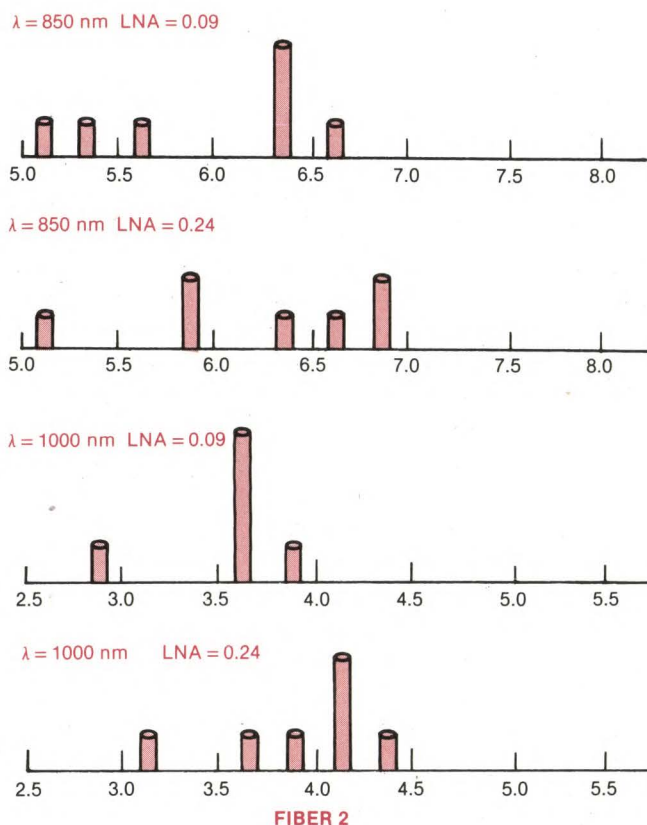 λ = 850 nm LNA = 0.09
5.0 5.5 6.0 6.5 7.0 7.5 8.0
λ = 850 nm LNA = 0.24
5.0 5.5 6.0 6.5 7.0 7.5 8.0
λ = 1000 nm LNA = 0.09
2.5 3.0 3.5 4.0 4.5 5.0 5.5
λ = 1000 nm LNA = 0.24
2.5 3.0 3.5 4.0 4.5 5.0 5.5
FIBER 2